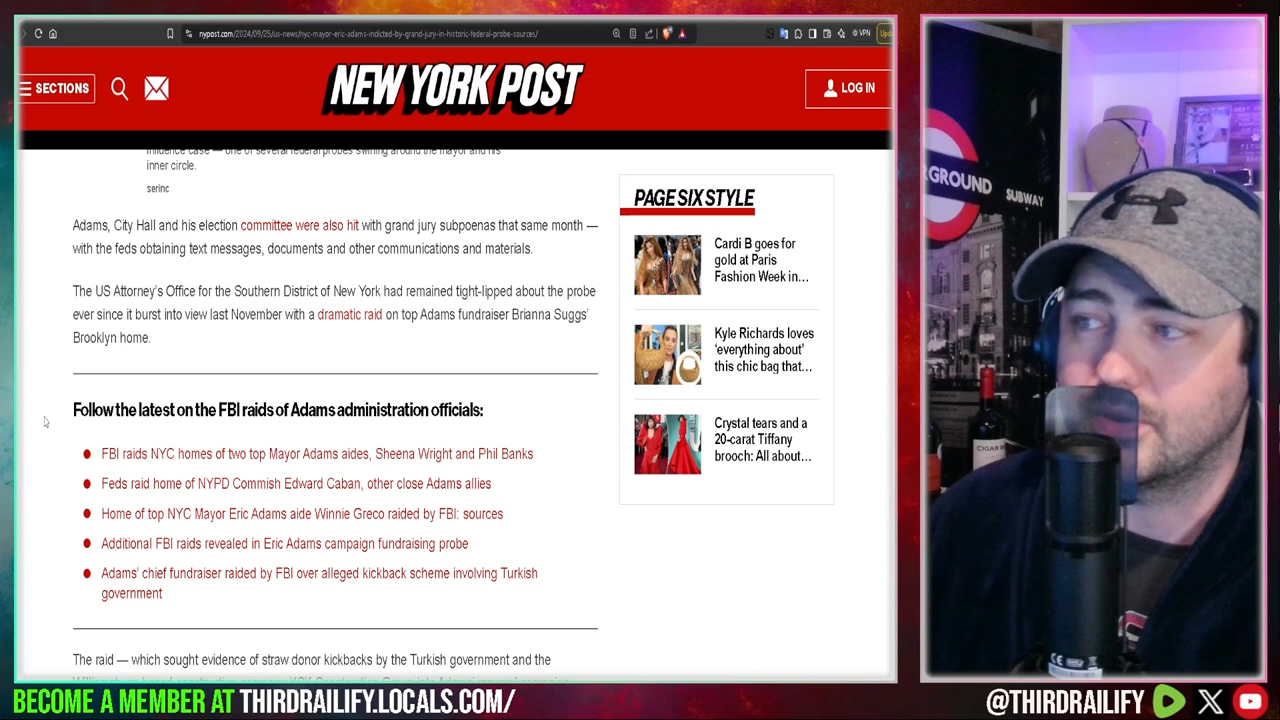 nypost.com/2024/09/25/us-news/nyc-mayor-eric-adams-indicted-by-grand-jury-in-historic-federal-probe-sources/
VPN
SECTIONS
NEW YORK POST
LOG IN
influence case — one of several federal probes swirling around the mayor and his
inner circle.
serinc
Adams, City Hall and his election committee were also hit with grand jury subpoenas that same month —
with the feds obtaining text messages, documents and other communications and materials.
The US Attorney's Office for the Southern District of New York had remained tight-lipped about the probe
ever since it burst into view last November with a dramatic raid on top Adams fundraiser Brianna Suggs'
Brooklyn home.
Follow the latest on the FBI raids of Adams administration officials:
FBI raids NYC homes of two top Mayor Adams aides, Sheena Wright and Phil Banks
Feds raid home of NYPD Commish Edward Caban, other close Adams allies
Home of top NYC Mayor Eric Adams aide Winnie Greco raided by FBI: sources
Additional FBI raids revealed in Eric Adams campaign fundraising probe
Adams' chief fundraiser raided by FBI over alleged kickback scheme involving Turkish
government
The raid — which sought evidence of straw donor kickbacks by the Turkish government and the
PAGE SIX STYLE
Cardi B goes for
gold at Paris
Fashion Week in...
Kyle Richards loves
'everything about'
this chic bag that...
Crystal tears and a
20-carat Tiffany
brooch: All about...
RGROUND
SUBWAY
CIGAR
BECOME A MEMBER AT THIRDRAILIFY.LOCALS.COM/
@THIRDRAILIFY